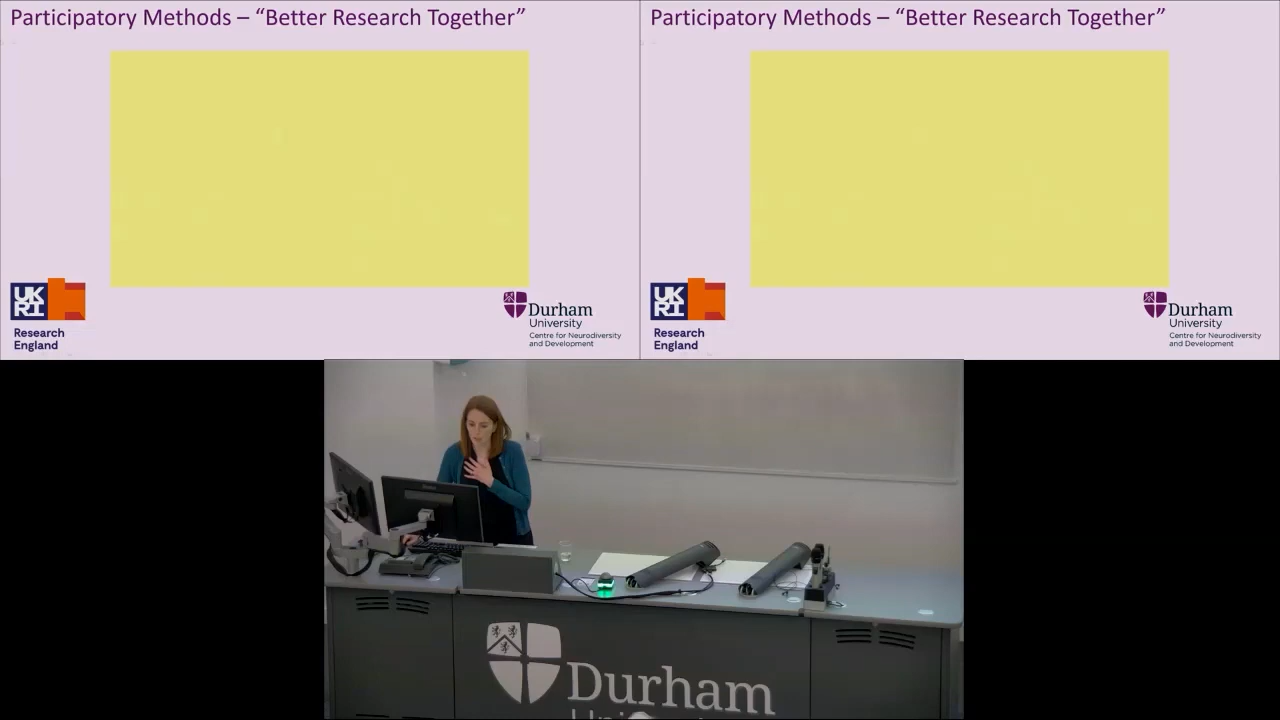 Participatory Methods – “Better Research Together”
UK
RI
Research
England
Durham
University
Centre for Neurodiversity
and Development
Participatory Methods – “Better Research Together”
UK
RI
Research
England
Durham
University
Centre for Neurodiversity
and Development
Durham